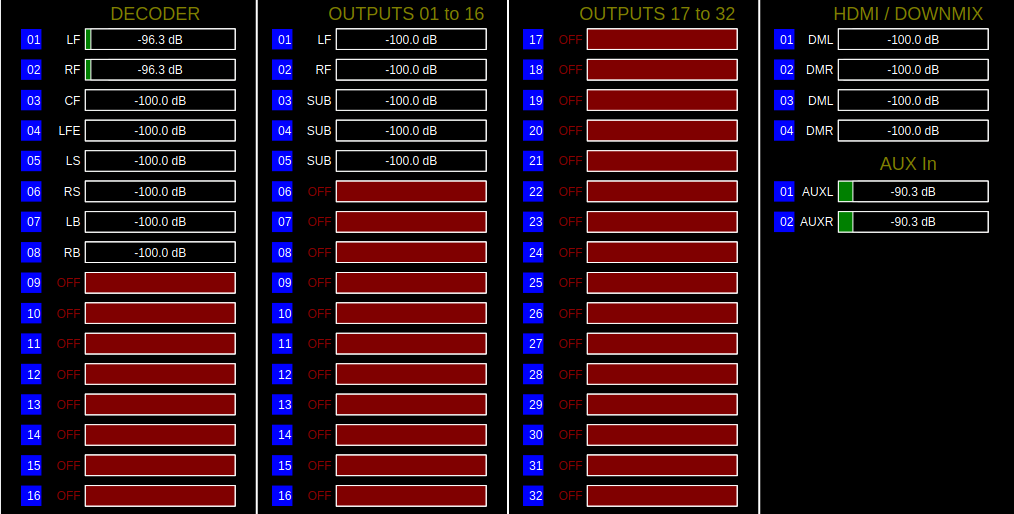 DECODER
01 LF -96.3 dB
02 RF -96.3 dB
03 CF -100.0 dB
04 LFE -100.0 dB
05 LS -100.0 dB
06 RS -100.0 dB
07 LB -100.0 dB
08 RB -100.0 dB
09 OFF
10 OFF
11 OFF
12 OFF
13 OFF
14 OFF
15 OFF
16 OFF
OUTPUTS 01 to 16
01 LF -100.0 dB
02 RF -100.0 dB
03 SUB -100.0 dB
04 SUB -100.0 dB
05 SUB -100.0 dB
06 OFF
07 OFF
08 OFF
09 OFF
10 OFF
11 OFF
12 OFF
13 OFF
14 OFF
15 OFF
16 OFF
OUTPUTS 17 to 32
17 OFF
18 OFF
19 OFF
20 OFF
21 OFF
22 OFF
23 OFF
24 OFF
25 OFF
26 OFF
27 OFF
28 OFF
29 OFF
30 OFF
31 OFF
32 OFF
HDMI / DOWNMIX
01 DML -100.0 dB
02 DMR -100.0 dB
03 DML -100.0 dB
04 DMR -100.0 dB
AUX In
01 AUXL -90.3 dB
02 AUXR -90.3 dB